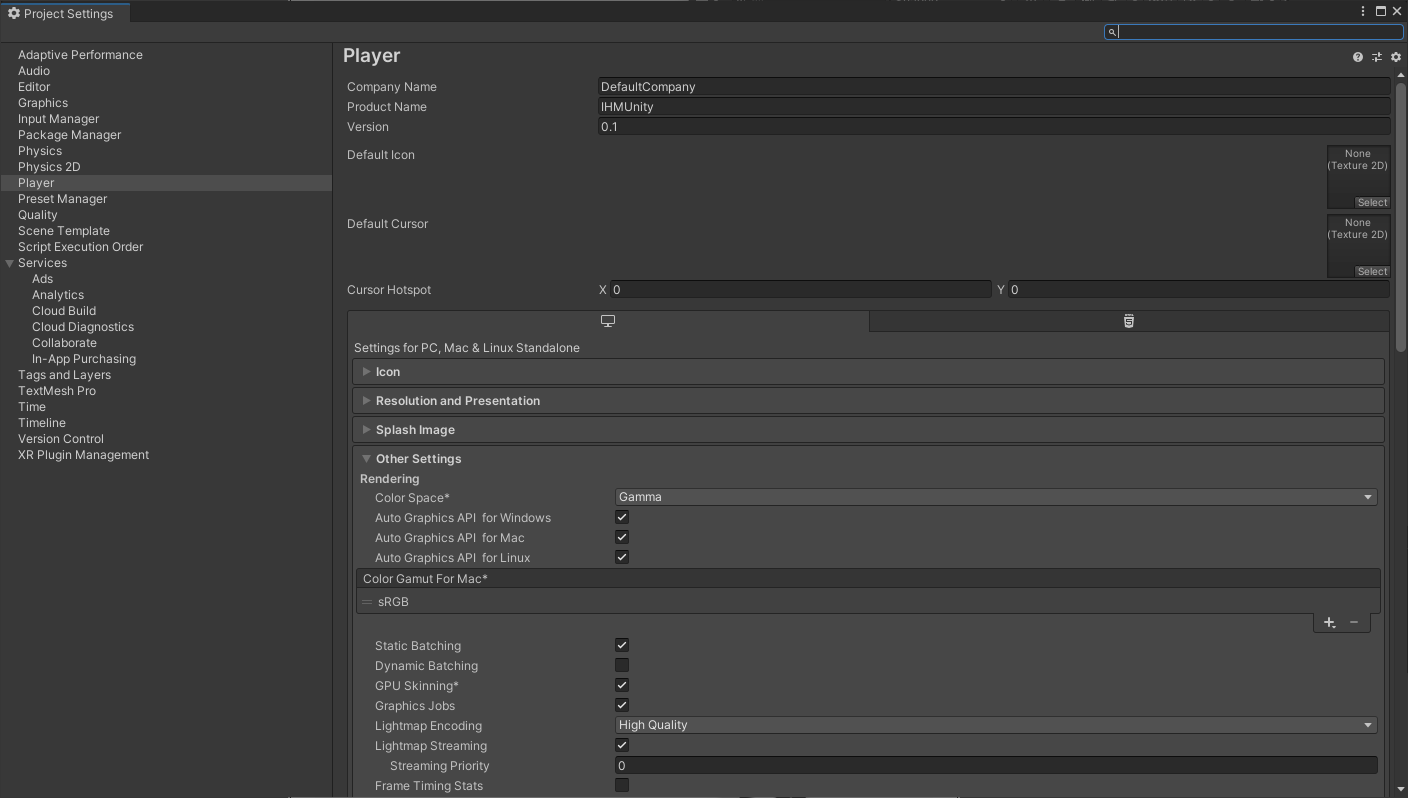 Project Settings
Adaptive Performance
Audio
Editor
Graphics
Input Manager
Package Manager
Physics
Physics 2D
Player
Preset Manager
Quality
Scene Template
Script Execution Order
Services
Ads
Analytics
Cloud Build
Cloud Diagnostics
Collaborate
In-App Purchasing
Tags and Layers
TextMesh Pro
Time
Timeline
Version Control
XR Plugin Management
Player
Company Name DefaultCompany
Product Name IHMUnity
Version 0.1
Default Icon
None
(Texture 2D)
Select
Default Cursor
None
(Texture 2D)
Select
Cursor Hotspot X 0 Y 0
Settings for PC, Mac & Linux Standalone
Icon
Resolution and Presentation
Splash Image
Other Settings
Rendering
Color Space* Gamma
Auto Graphics API for Windows
Auto Graphics API for Mac
Auto Graphics API for Linux
Color Gamut For Mac*
sRGB
Static Batching
Dynamic Batching
GPU Skinning*
Graphics Jobs
Lightmap Encoding High Quality
Lightmap Streaming
Streaming Priority 0
Frame Timing Stats